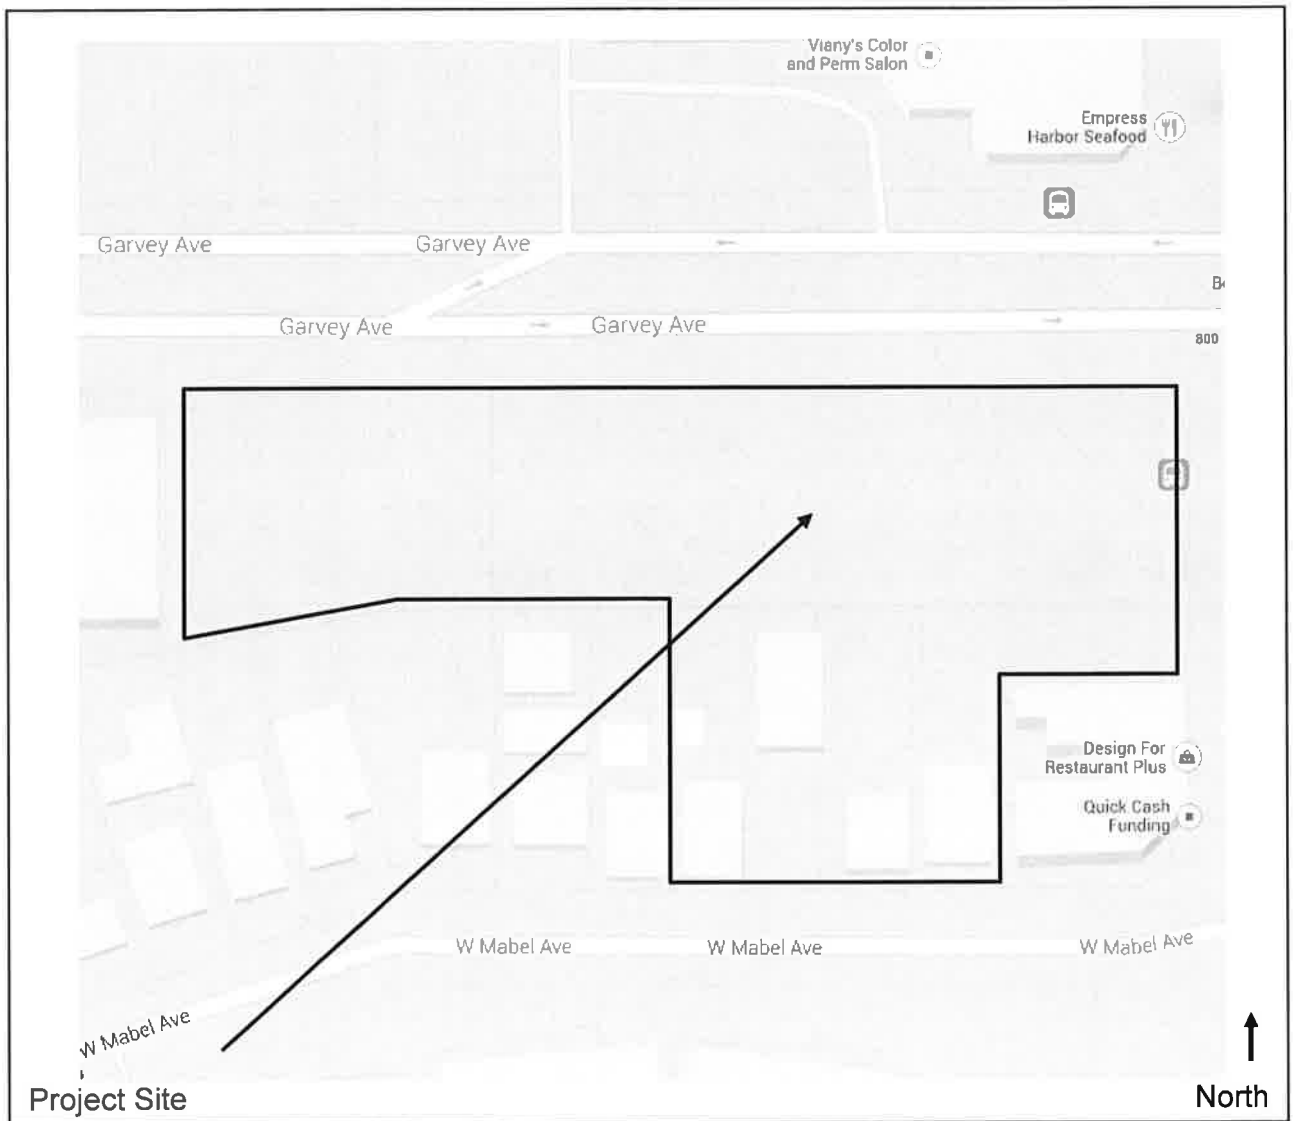 Viany's Color
and Perm Salon
Empress
Harbor Seafood
Garvey Ave
Garvey Ave
Garvey Ave
Garvey Ave
800
Design For
Restaurant Plus
Quick Cash
Funding
W Mabel Ave
W Mabel Ave
W Mabel Ave
W Mabel Ave
Project Site
North